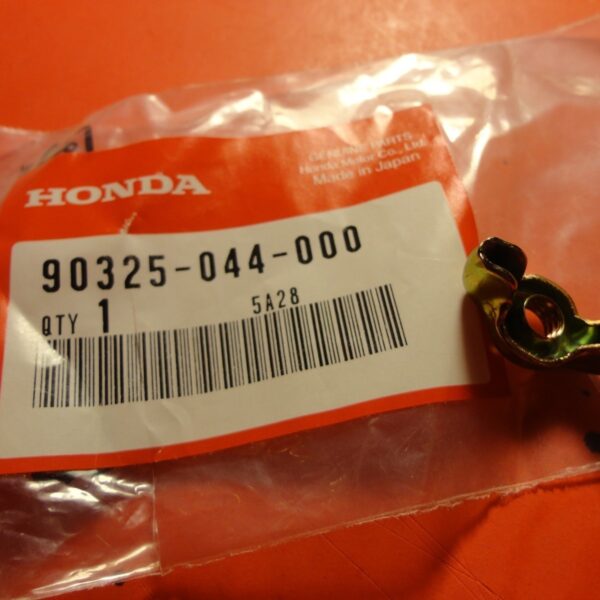 GENUINE PARTS
Honda Motor Co., Ltd.
Made in Japan
HONDA
90325-044-000
5A28
QTY 1